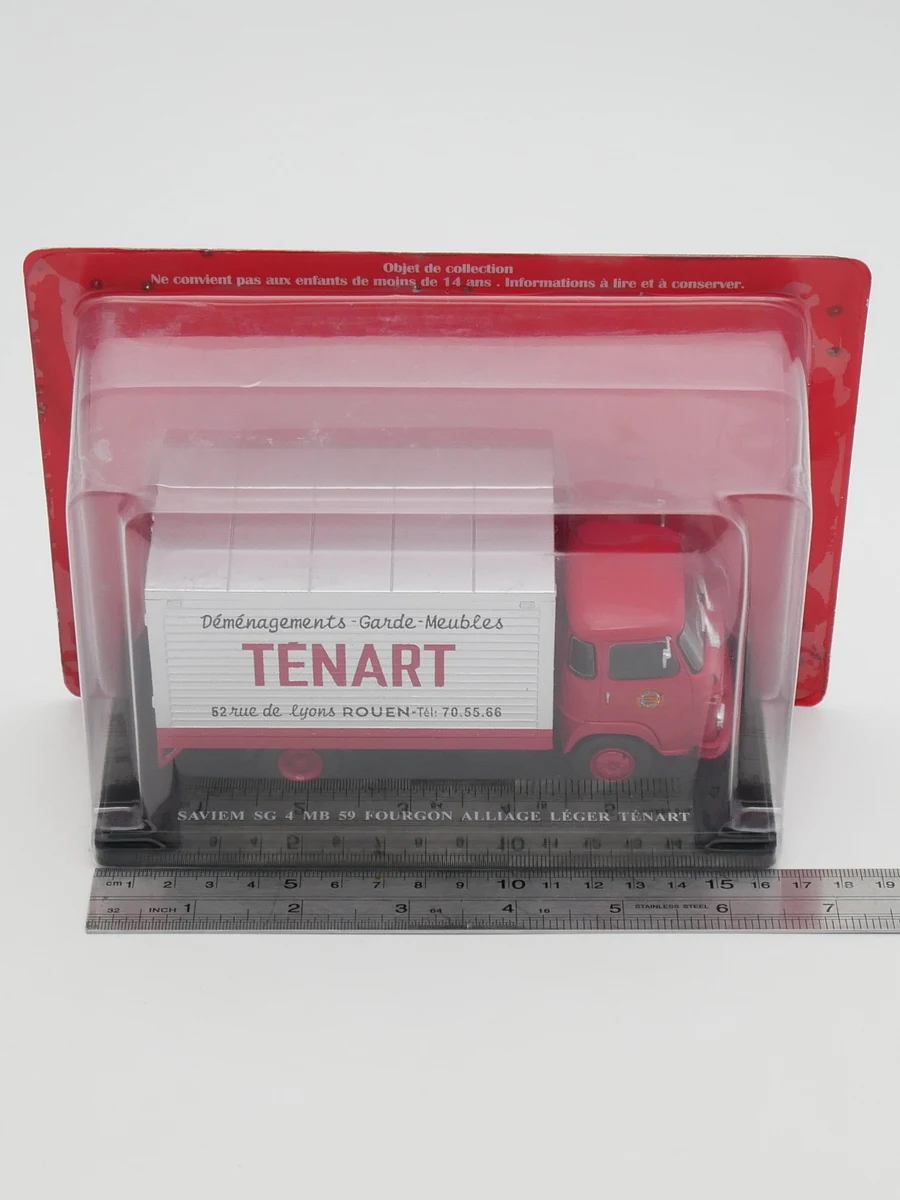 Objet de collection
Ne convient pas aux enfants de moins de 14 ans . Informations à lire et à conserver.
Déménagements-Garde-Meubles
TÉNART
52 rue de Lyons ROUEN-Tél: 70.55.66
SAVIEM SG 4 MB 59 FOURGON ALLIAGE LÉGER TÉNART
cm 1 2 3 4 5 6 7 8 9 10 11 12 13 14 15 16 17 18 19
32 INCH 1 2 3 64 4 16 5 STAINLESS STEEL 6 7